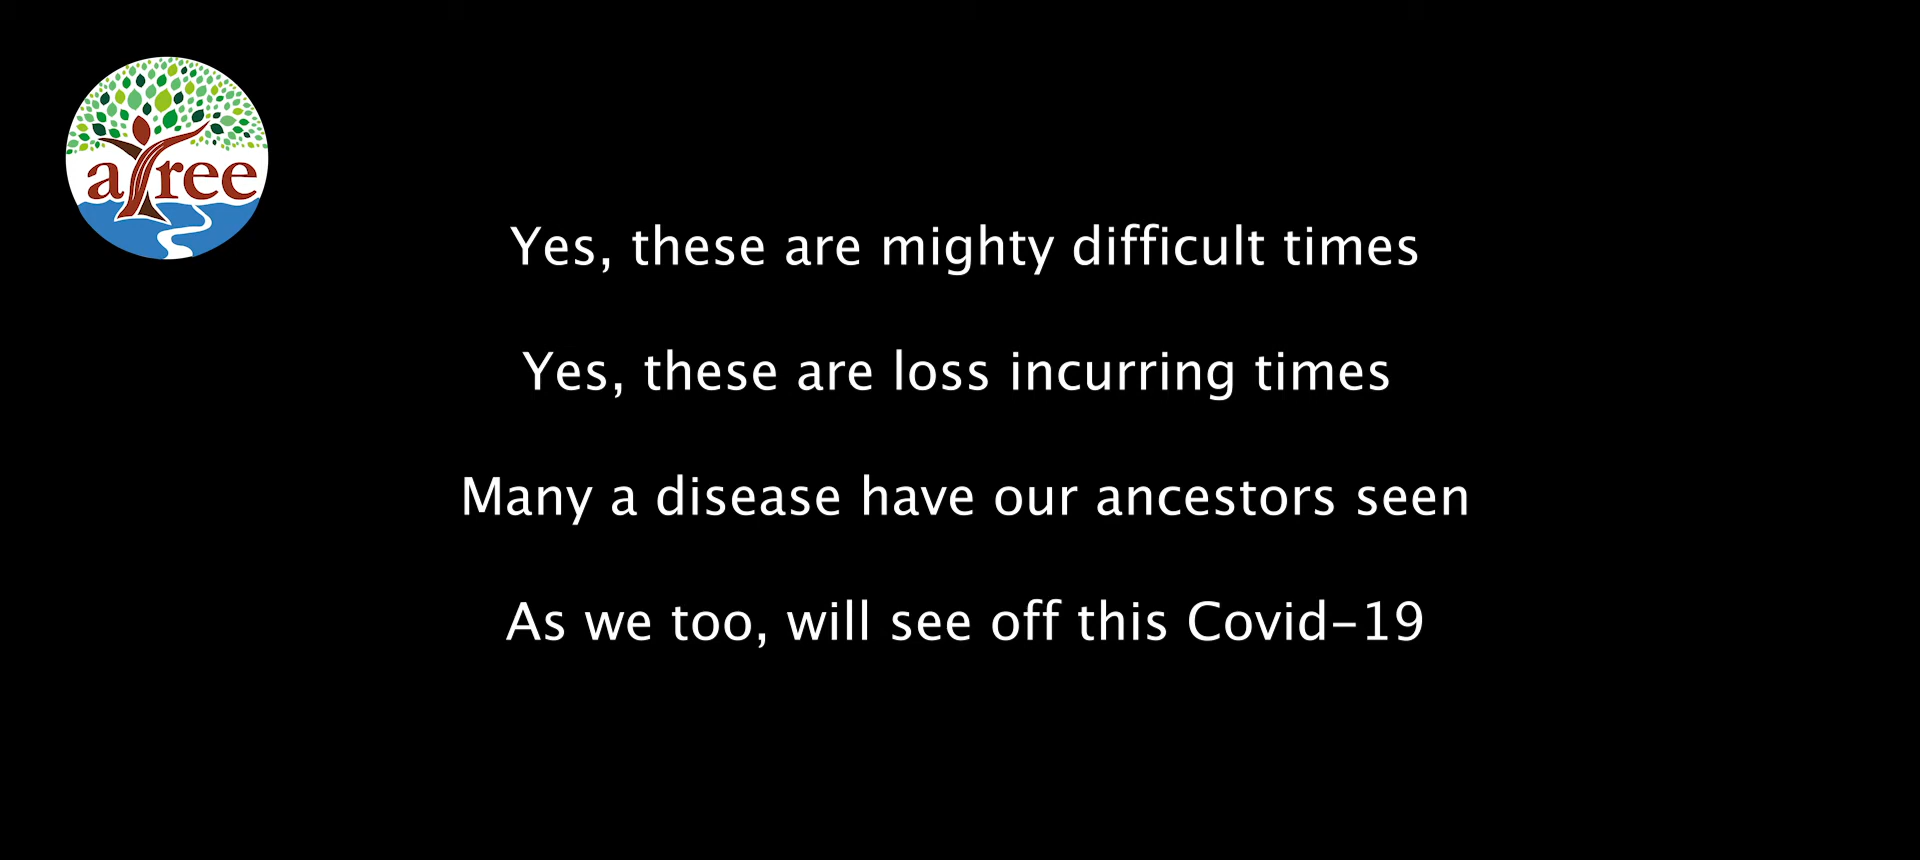 aTree
Yes, these are mighty difficult times
Yes, these are loss incurring times
Many a disease have our ancestors seen
As we too, will see off this Covid-19